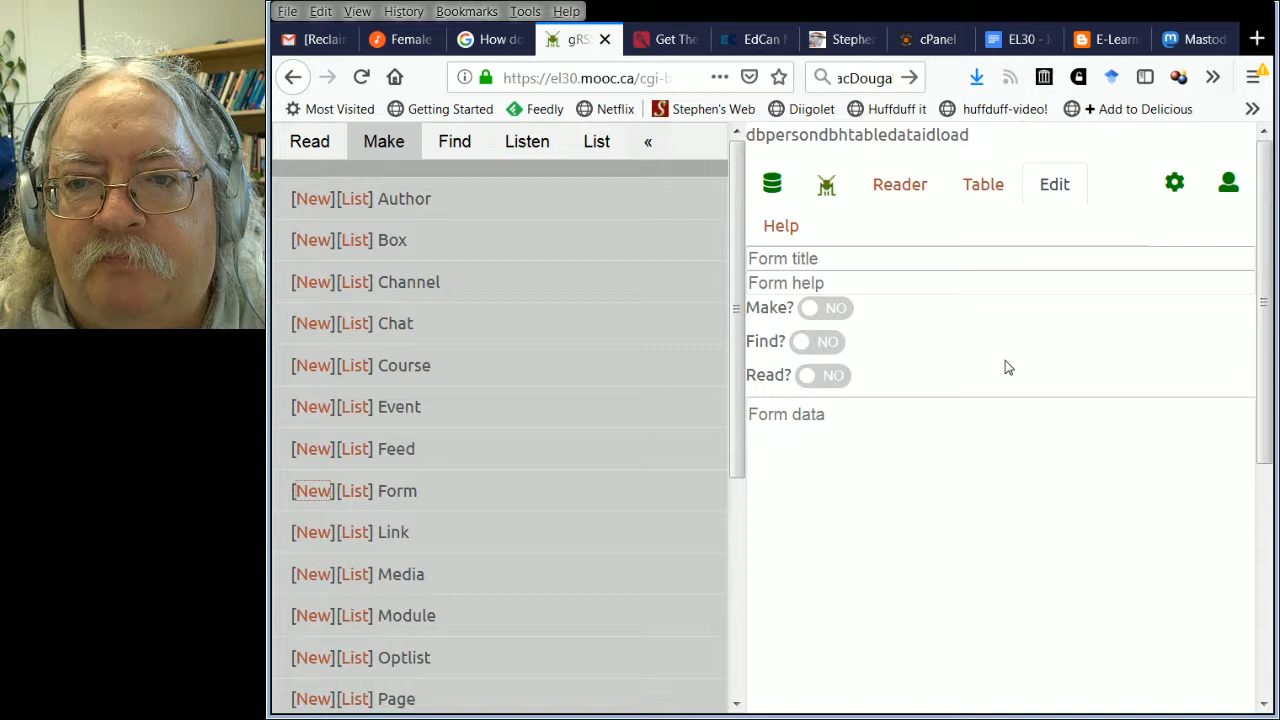 File Edit View History Bookmarks Tools Help
[Reclai
Female
How do
gRS
Get The
EdCan
Stephe
cPanel
EL30 -
E-Learn
Mastod
https://el30.mooc.ca/cgi-b
acDouga
Most Visited Getting Started Feedly Netflix Stephen's Web Diigolet Huffduff it huffduff-video! + Add to Delicious
Read Make Find Listen List «
[New][List] Author
[New][List] Box
[New][List] Channel
[New][List] Chat
[New][List] Course
[New][List] Event
[New][List] Feed
[New][List] Form
[New][List] Link
[New][List] Media
[New][List] Module
[New][List] Optlist
[New][List] Page
dbpersondbhtabledataidload
Reader Table Edit
Help
Form title
Form help
Make? NO
Find? NO
Read? NO
Form data